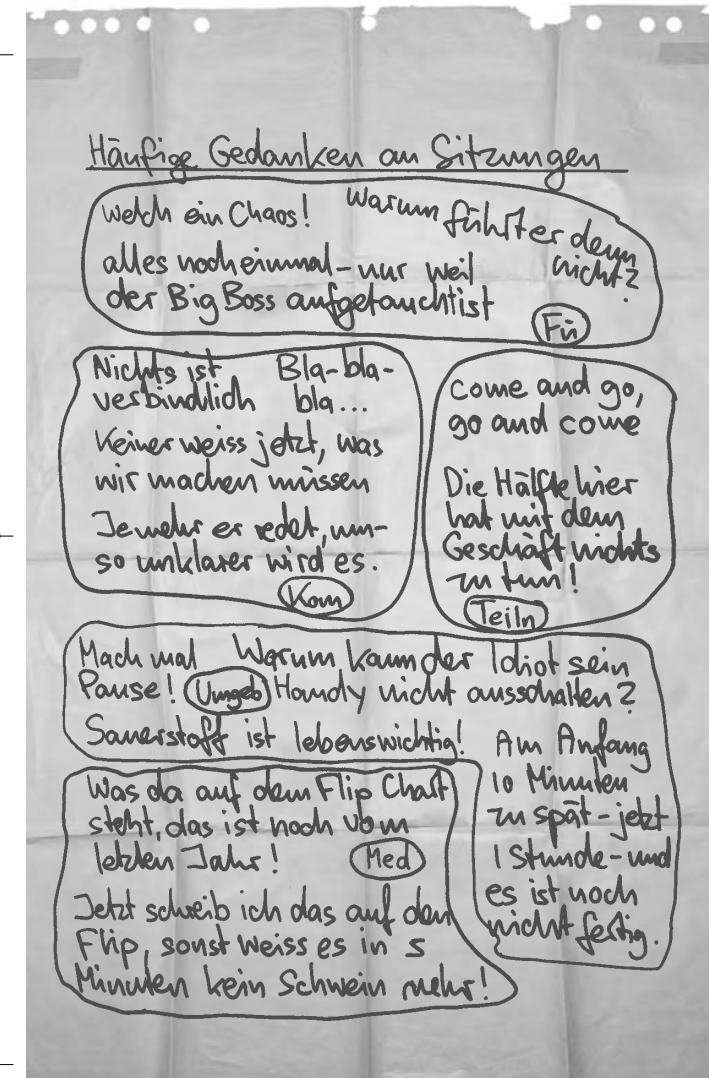 Häufige Gedanken an Sitzungen
Welch ein Chaos!
Warum führt er denn
nicht?
alles noch einmal - nur weil
der Big Boss aufgetaucht ist
Fü
Nichts ist
verbindlich
Bla-bla-
bla...
Keiner weiss jetzt, was
wir machen müssen
Je mehr er redet, um-
so unklarer wird es.
Kom
come and go,
go and come
Die Hälfte hier
hat mit dem
Geschäft nichts
zu tun!
Teiln
Mach mal
Pause!
Umgeb
Warum kann der Idiot sein
Handy nicht ausschalten?
Sauerstoff ist lebenswichtig!
Am Anfang
10 Minuten
zu spät - jetzt
1 Stunde - und
es ist noch
nicht fertig.
Was da auf dem Flip Chart
steht, das ist noch vom
letzten Jahr!
Med
Jetzt schreib ich das auf den
Flip, sonst weiss es in 5
Minuten kein Schwein mehr!